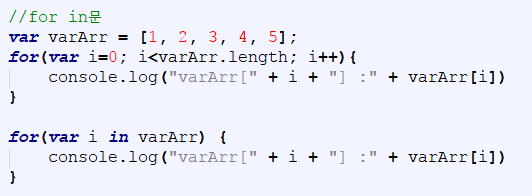 //for in문
var varArr = [1, 2, 3, 4, 5];
for(var i=0; i<varArr.length; i++){
    console.log("varArr[" + i + "] :" + varArr[i])
}

for(var i in varArr) {
    console.log("varArr[" + i + "] :" + varArr[i])
}